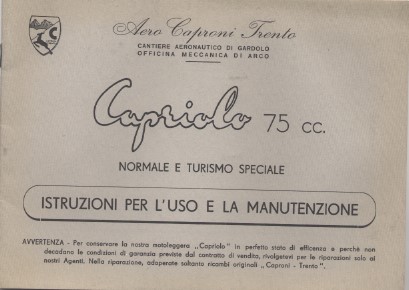 Aero Caproni Trento
CANTIERE AERONAUTICO DI GARDOLO
OFFICINA MECCANICA DI ARCO
Capriolo 75 cc.
NORMALE E TURISMO SPECIALE
ISTRUZIONI PER L'USO E LA MANUTENZIONE
AVVERTENZA - Per conservare la nostra motoleggera „Capriolo" in perfetto stato di efficenza e perchè non
decadano le condizioni di garanzia previste dal contratto di vendita, rivolgetevi per le riparazioni solo ai
nostri Agenti. Nella riparazione, adoperate soltanto ricambi originali „Caproni - Trento".